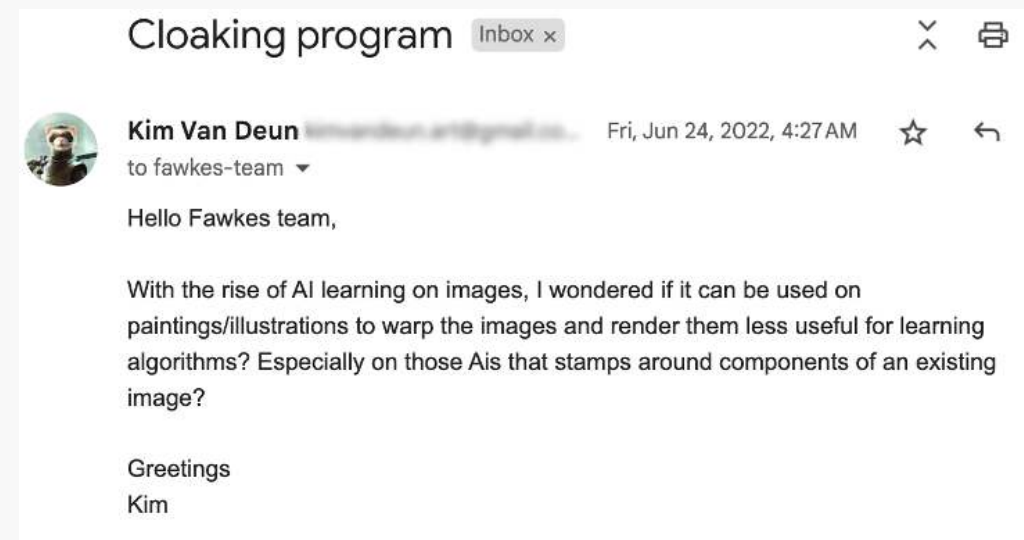 Cloaking program Inbox ×
Kim Van Deun Fri, Jun 24, 2022, 4:27 AM
to fawkes-team
Hello Fawkes team,
With the rise of AI learning on images, I wondered if it can be used on
paintings/illustrations to warp the images and render them less useful for learning
algorithms? Especially on those Ais that stamps around components of an existing
image?
Greetings
Kim